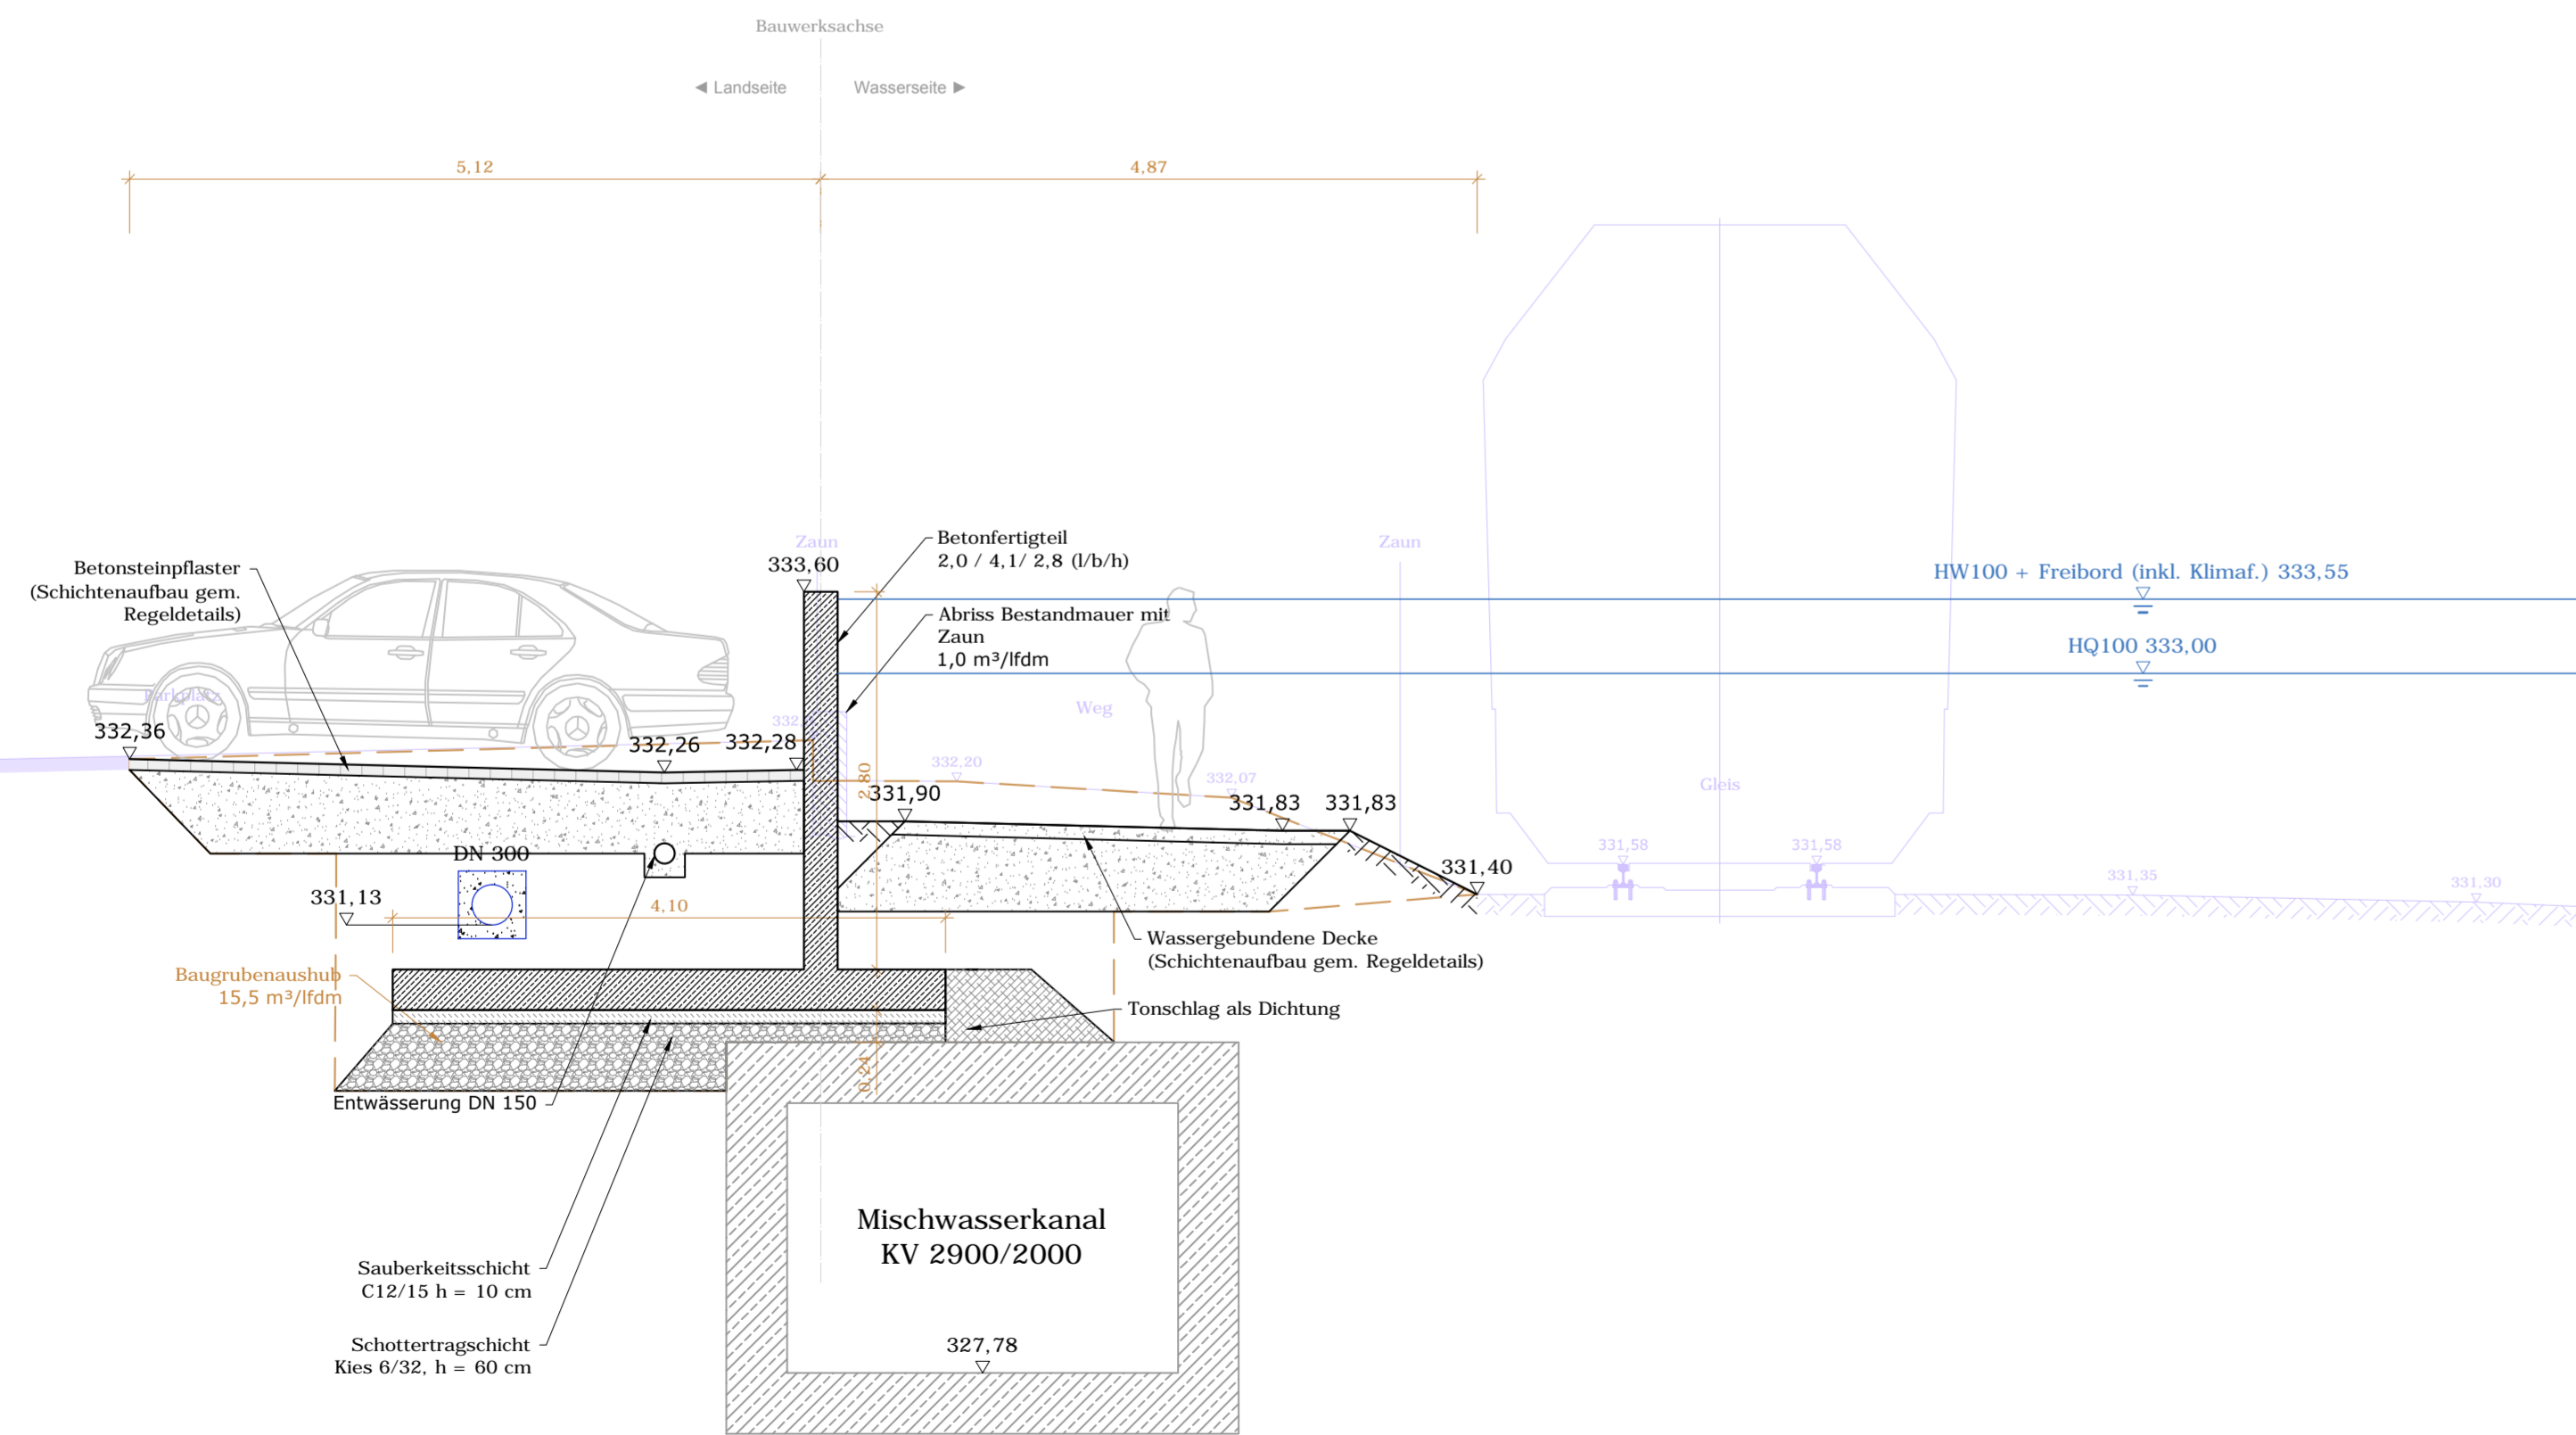 Bauwerksachse
◄ Landseite
Wasserseite ►
5,12
4,87
Zaun
333,60
Betonfertigteil
2,0 / 4,1/ 2,8 (l/b/h)
Zaun
Betonsteinpflaster
(Schichtenaufbau gem.
Regeldetails)
HW100 + Freibord (inkl. Klimaf.) 333,55
Abriss Bestandmauer mit
Zaun
1,0 m³/lfdm
HQ100 333,00
Parkplatz
Weg
332,36
332,26
332,28
2,80
332,20
332,07
331,90
331,83
331,83
Gleis
331,58
331,58
DN 300
331,13
4,10
331,40
331,35
331,30
Wassergebundene Decke
(Schichtenaufbau gem. Regeldetails)
Baugrubenaushub
15,5 m³/lfdm
Tonschlag als Dichtung
0,24
Entwässerung DN 150
Mischwasserkanal
KV 2900/2000
Sauberkeitsschicht
C12/15 h = 10 cm
Schottertragschicht
Kies 6/32, h = 60 cm
327,78